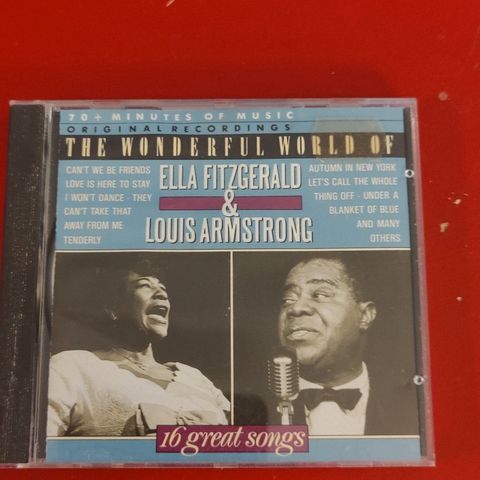 70+ MINUTES OF MUSIC
ORIGINAL RECORDINGS
THE WONDERFUL WORLD OF
ELLA FITZGERALD
&
LOUIS ARMSTRONG
CAN'T WE BE FRIENDS
LOVE IS HERE TO STAY
I WON'T DANCE - THEY
CAN'T TAKE THAT
AWAY FROM ME
TENDERLY
AUTUMN IN NEW YORK
LET'S CALL THE WHOLE
THING OFF - UNDER A
BLANKET OF BLUE
AND MANY
OTHERS
16 great songs